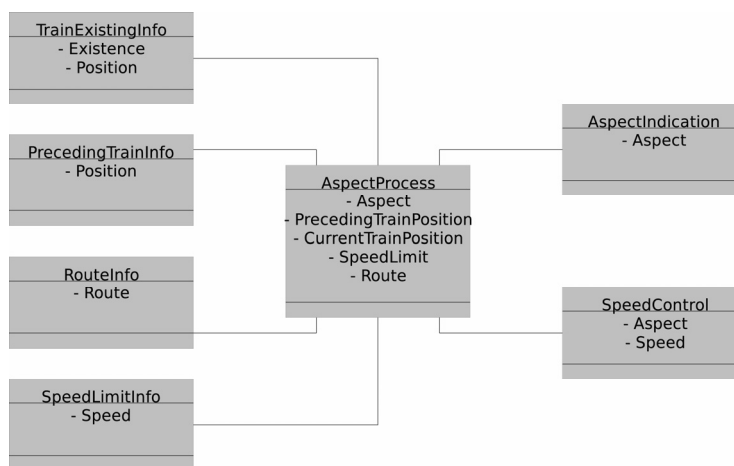 TrainExistingInfo
- Existence
- Position
PrecedingTrainInfo
- Position
RouteInfo
- Route
SpeedLimitInfo
- Speed
AspectProcess
- Aspect
- PrecedingTrainPosition
- CurrentTrainPosition
- SpeedLimit
- Route
AspectIndication
- Aspect
SpeedControl
- Aspect
- Speed